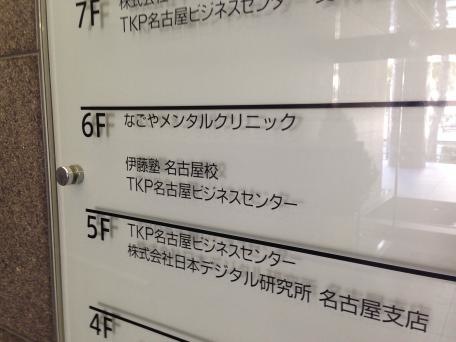 7F 株式会社
TKP名古屋ビジネスセンター
6F なごやメンタルクリニック
伊藤塾 名古屋校
TKP名古屋ビジネスセンター
5F TKP名古屋ビジネスセンター
株式会社日本デジタル研究所 名古屋支店
4F